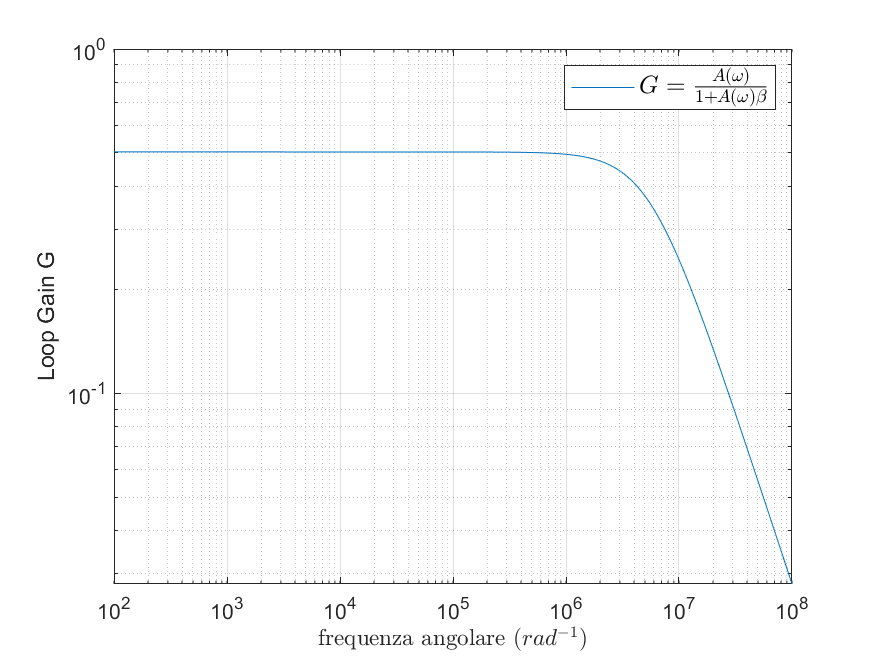 10^0
G = A(ω) / 1+A(ω)β
Loop Gain G
10^-1
10^2 10^3 10^4 10^5 10^6 10^7 10^8
frequenza angolare (rad^-1)